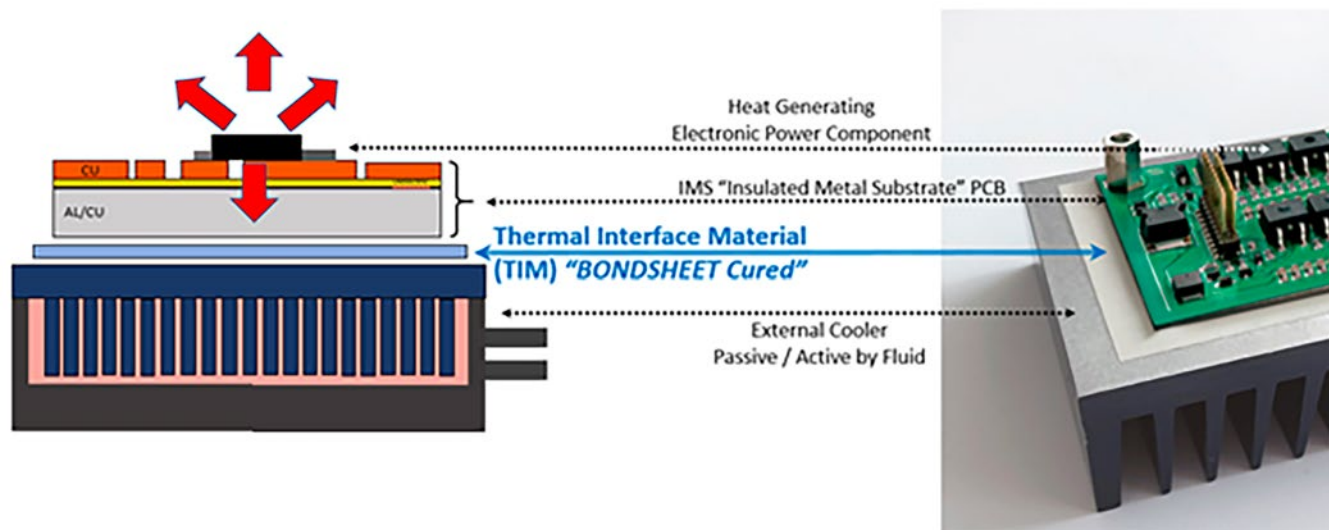 Heat Generating
Electronic Power Component
CU
IMS “Insulated Metal Substrate” PCB
AL/CU
Thermal Interface Material
(TIM) “BONDSHEET Cured”
External Cooler
Passive / Active by Fluid